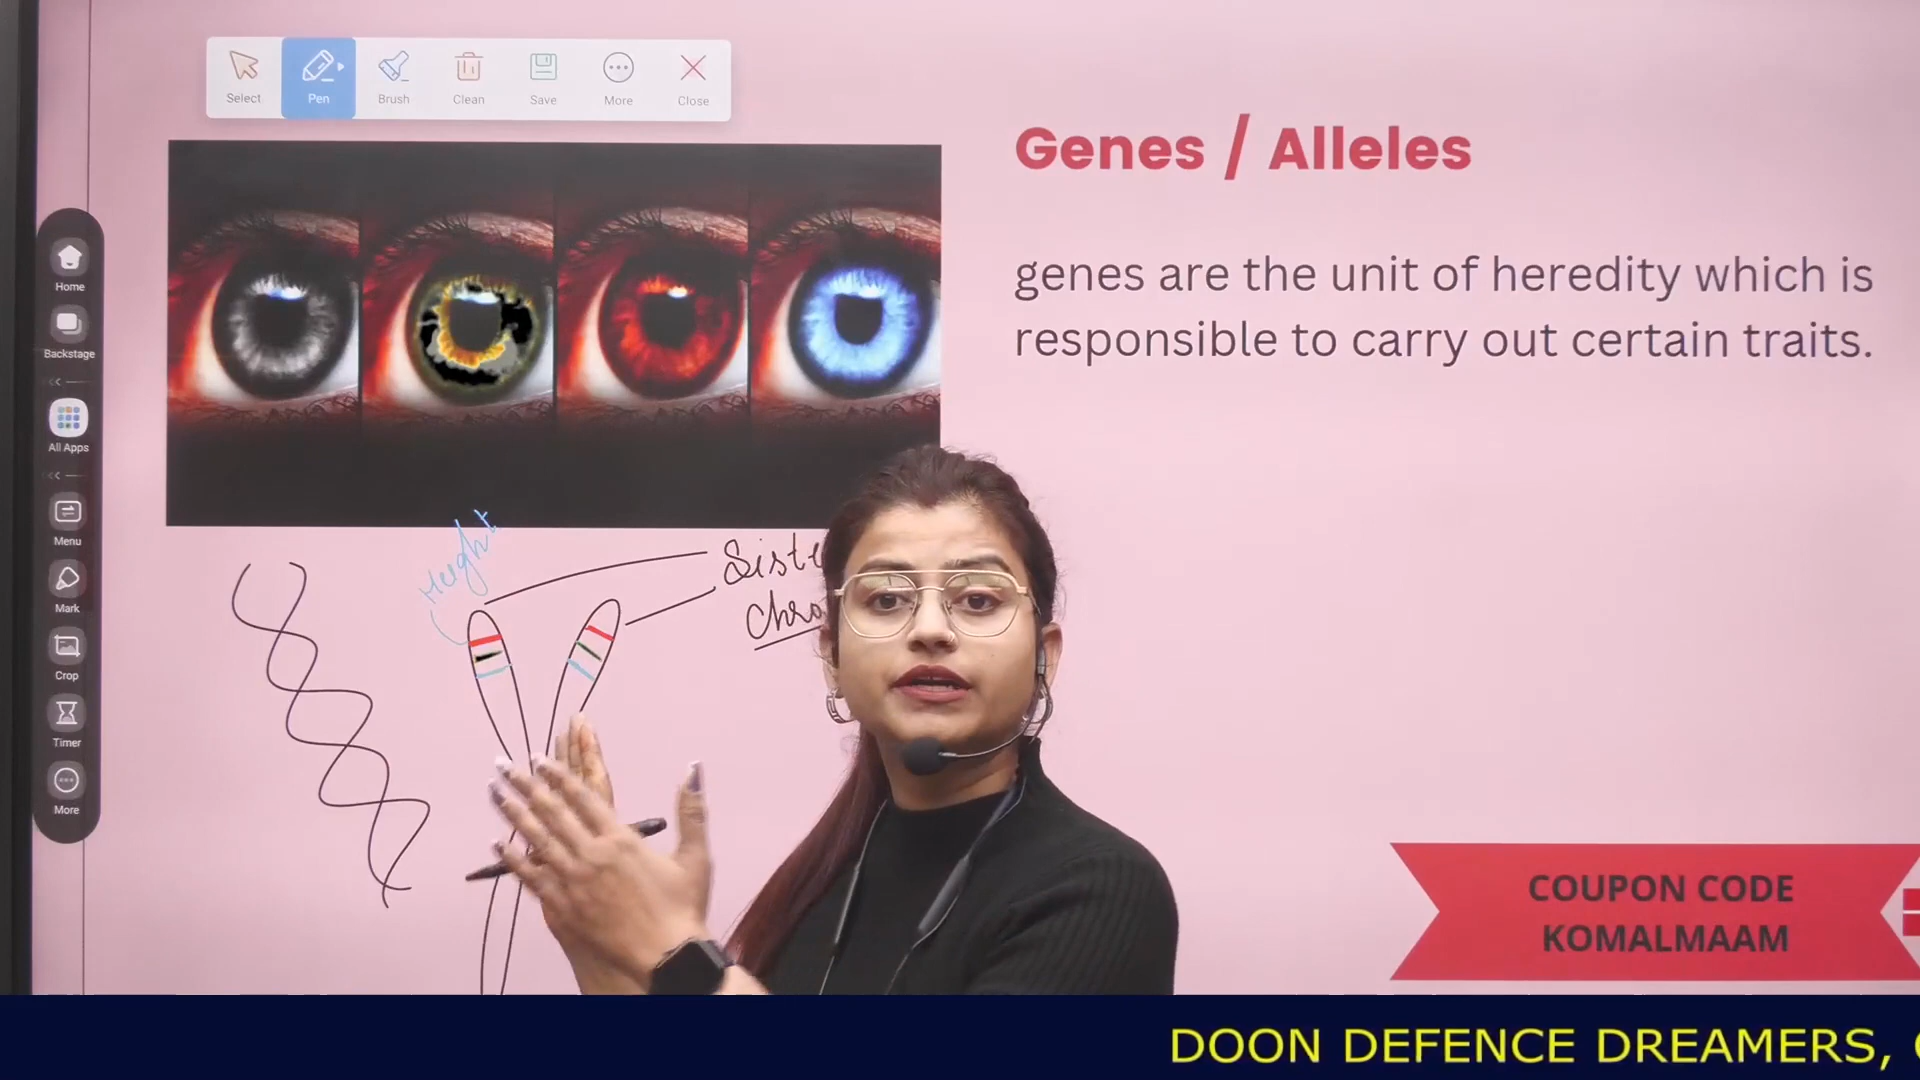 Select
Pen
Brush
Clean
Save
More
Close
Genes / Alleles
genes are the unit of heredity which is
responsible to carry out certain traits.
Home
Backstage
All Apps
Menu
Mark
Crop
Timer
More
Height
COUPON CODE
KOMALMAAM
DOON DEFENCE DREAMERS,